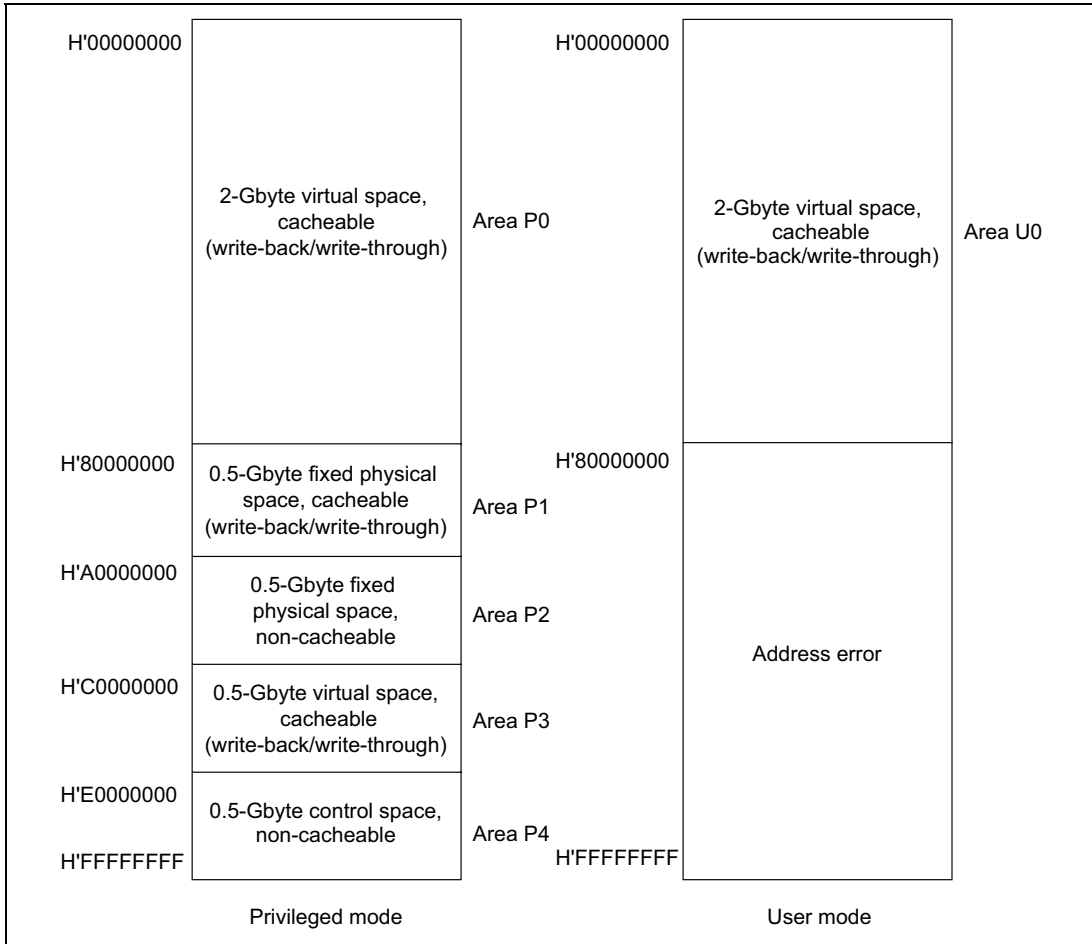 H'00000000
2-Gbyte virtual space,
cacheable
(write-back/write-through)
Area P0
H'80000000
0.5-Gbyte fixed physical
space, cacheable
(write-back/write-through)
Area P1
H'A0000000
0.5-Gbyte fixed
physical space,
non-cacheable
Area P2
H'C0000000
0.5-Gbyte virtual space,
cacheable
(write-back/write-through)
Area P3
H'E0000000
0.5-Gbyte control space,
non-cacheable
Area P4
H'FFFFFFFF
Privileged mode
H'00000000
2-Gbyte virtual space,
cacheable
(write-back/write-through)
Area U0
H'80000000
Address error
H'FFFFFFFF
User mode